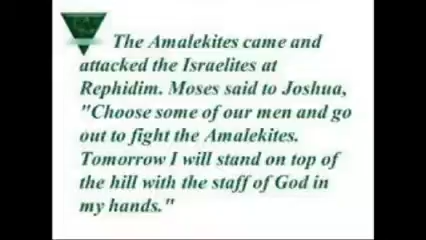 The Amalekites came and
attacked the Israelites at
Rephidim. Moses said to Joshua,
"Choose some of our men and go
out to fight the Amalekites.
Tomorrow I will stand on top of
the hill with the staff of God in
my hands."